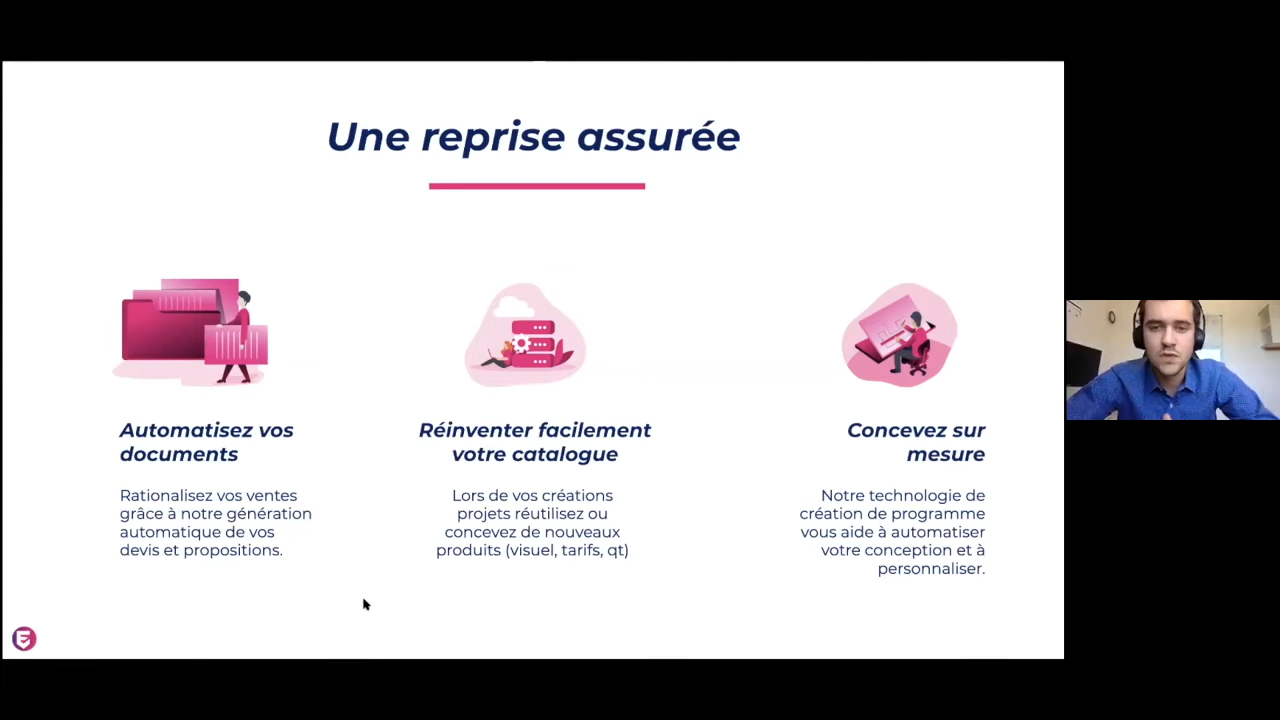 Une reprise assurée
Automatisez vos
documents
Rationalisez vos ventes
grâce à notre génération
automatique de vos
devis et propositions.
Réinventer facilement
votre catalogue
Lors de vos créations
projets réutilisez ou
concevez de nouveaux
produits (visuel, tarifs, qt)
Concevez sur
mesure
Notre technologie de
création de programme
vous aide à automatiser
votre conception et à
personnaliser.